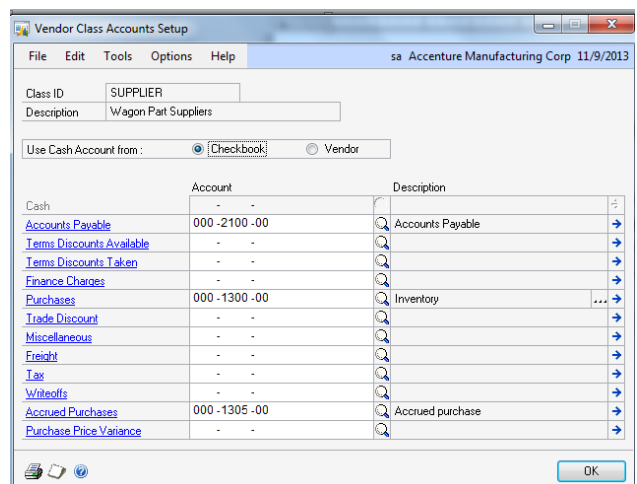 Vendor Class Accounts Setup
File Edit Tools Options Help sa Accenture Manufacturing Corp 11/9/2013
Class ID SUPPLIER
Description Wagon Part Suppliers
Use Cash Account from : Checkbook Vendor
Account Description
Cash - -
Accounts Payable 000 -2100 -00 Accounts Payable
Terms Discounts Available - -
Terms Discounts Taken - -
Finance Charges - -
Purchases 000 -1300 -00 Inventory ...
Trade Discount - -
Miscellaneous - -
Freight - -
Tax - -
Writeoffs - -
Accrued Purchases 000 -1305 -00 Accrued purchase
Purchase Price Variance - -
OK